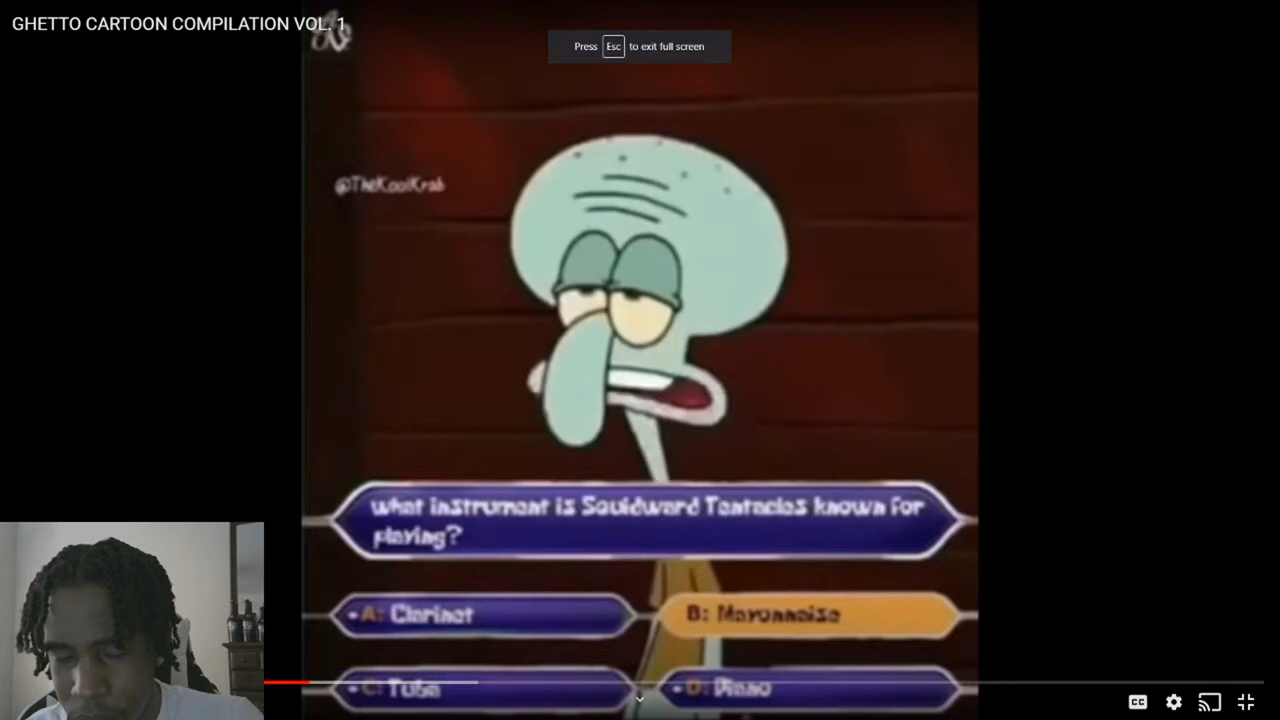 GHETTO CARTOON COMPILATION VOL. 1
Press Esc to exit full screen
@TheKoolKrab
what instrument is Squidward Tentacles known for
playing?
A: Clarinet
B: Mayonnaise
C: Tuba
D: Piano
CC